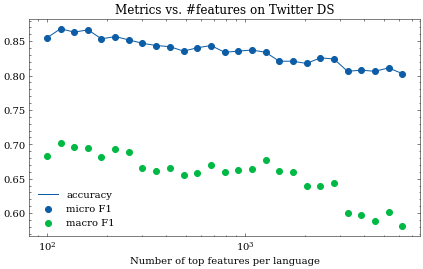 Metrics vs. #features on Twitter DS
0.85
0.80
0.75
0.70
0.65
0.60
accuracy
micro F1
macro F1
10²
10³
Number of top features per language